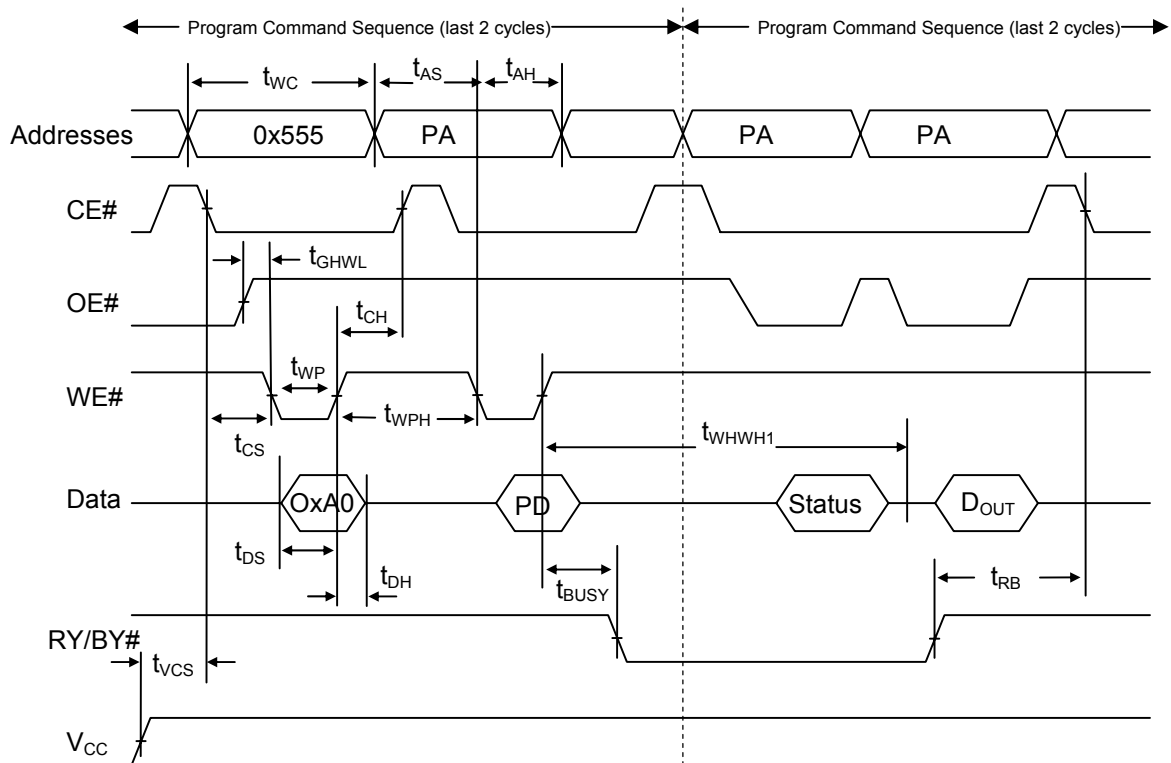 Program Command Sequence (last 2 cycles) Program Command Sequence (last 2 cycles)
tWC tAS tAH
Addresses 0x555 PA PA PA
CE#
tGHWL
OE#
tCH
tWP
WE#
tWPH
tWHWH1
tCS
Data OxA0 PD Status DOUT
tDS
tDH
tBUSY
tRB
RY/BY#
tVCS
VCC